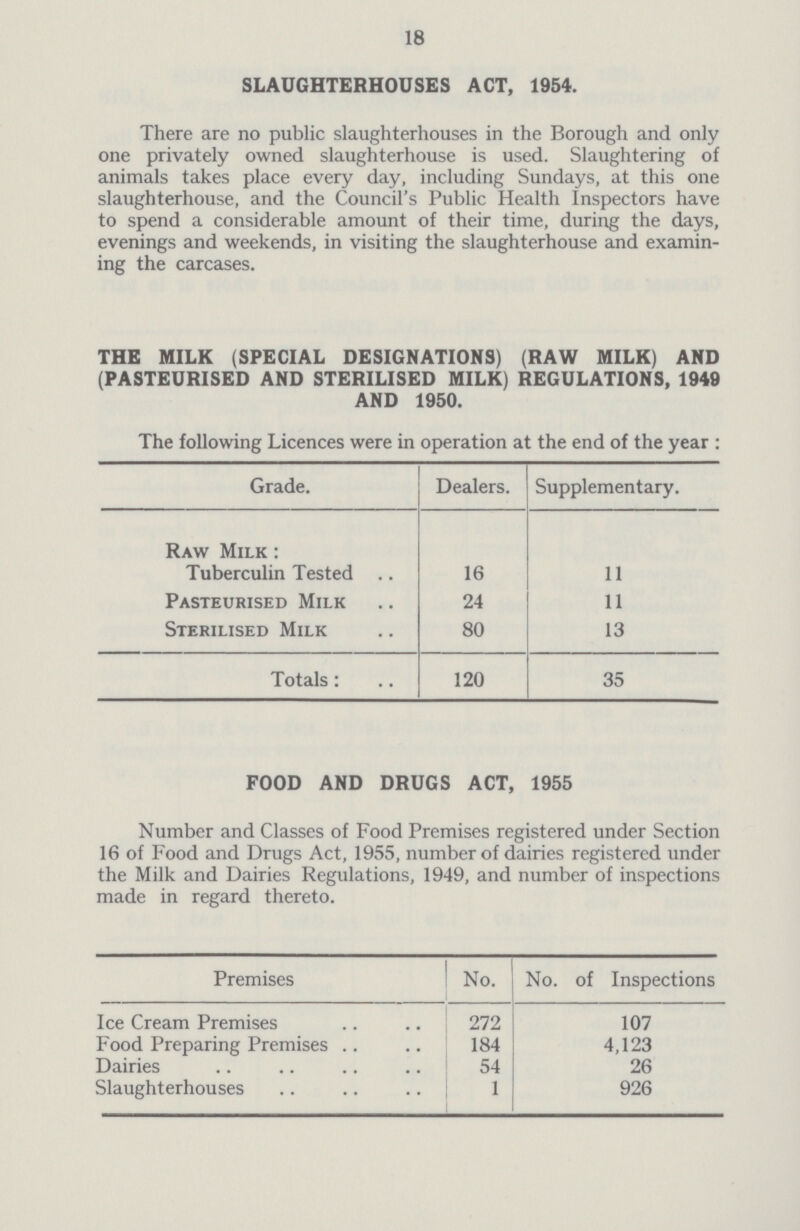 18
SLAUGHTERHOUSES ACT, 1954.
There are no public slaughterhouses in the Borough and only
one privately owned slaughterhouse is used. Slaughtering of
animals takes place every day, including Sundays, at this one
slaughterhouse, and the Council's Public Health Inspectors have
to spend a considerable amount of their time, during the days,
evenings and weekends, in visiting the slaughterhouse and examin-
ing the carcases.
THE MILK (SPECIAL DESIGNATIONS) (RAW MILK) AND
(PASTEURISED AND STERILISED MILK) REGULATIONS, 1949
AND 1950.
The following Licences were in operation at the end of the year :
Grade. Dealers. Supplementary.
RAW MILK :
Tuberculin Tested .. 16 11
PASTEURISED MILK .. 24 11
STERILISED MILK .. 80 13
Totals : .. 120 35
FOOD AND DRUGS ACT, 1955
Number and Classes of Food Premises registered under Section
16 of Food and Drugs Act, 1955, number of dairies registered under
the Milk and Dairies Regulations, 1949, and number of inspections
made in regard thereto.
Premises No. No. of Inspections
Ice Cream Premises .. .. 272 107
Food Preparing Premises .. .. 184 4,123
Dairies .. .. .. .. 54 26
Slaughterhouses .. .. .. 1 926